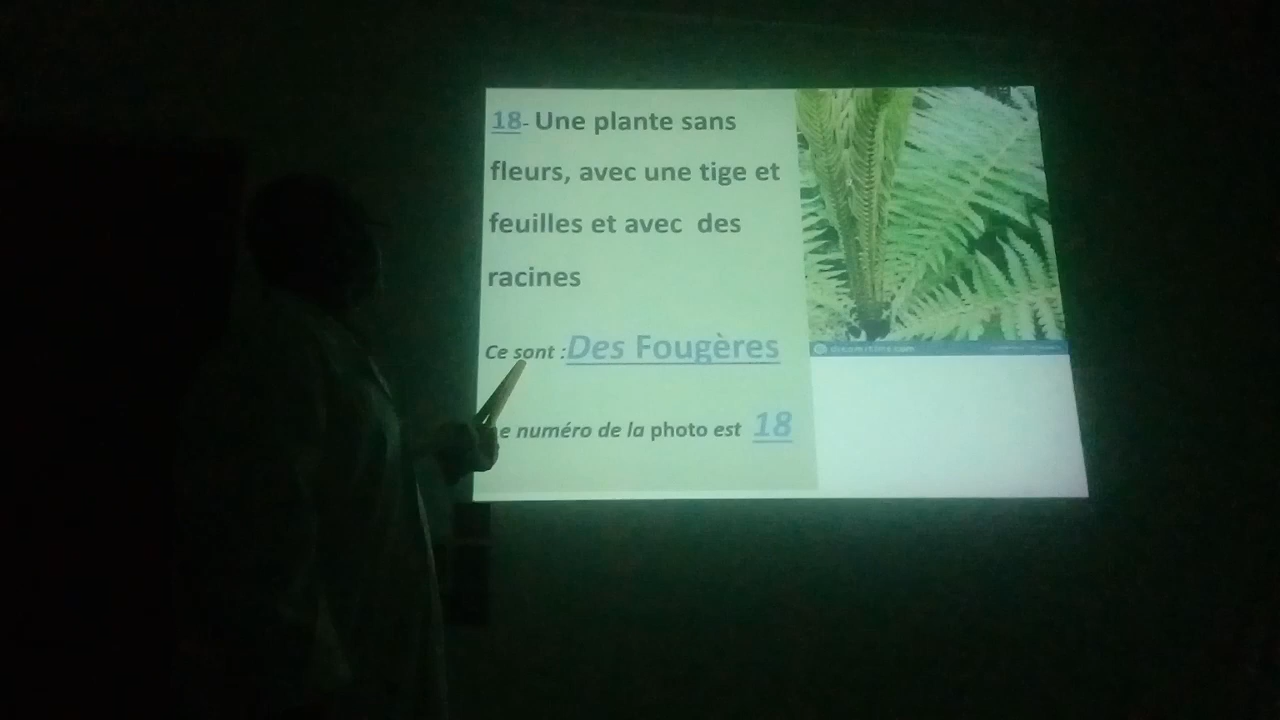 18- Une plante sans
fleurs, avec une tige et
feuilles et avec des
racines
Ce sont : Des Fougères
e numéro de la photo est 18